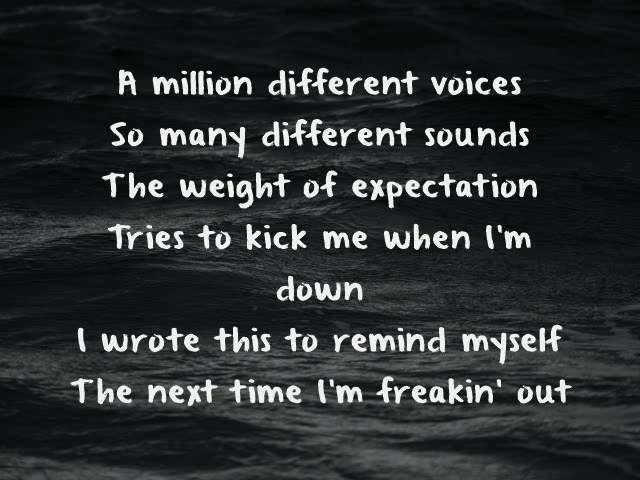 A million different voices
So many different sounds
The weight of expectation
Tries to kick me when I'm
down
I wrote this to remind myself
The next time I'm freakin' out